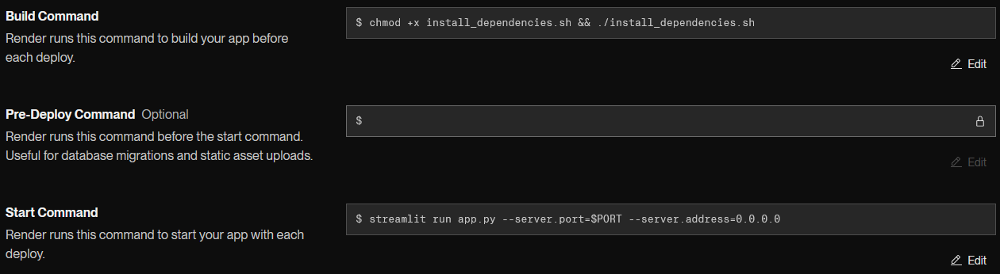 Build Command
$ chmod +x install_dependencies.sh && ./install_dependencies.sh
Render runs this command to build your app before
each deploy.
Edit
Pre-Deploy Command Optional
$
Render runs this command before the start command.
Useful for database migrations and static asset uploads.
Edit
Start Command
$ streamlit run app.py --server.port=$PORT --server.address=0.0.0.0
Render runs this command to start your app with each
deploy.
Edit